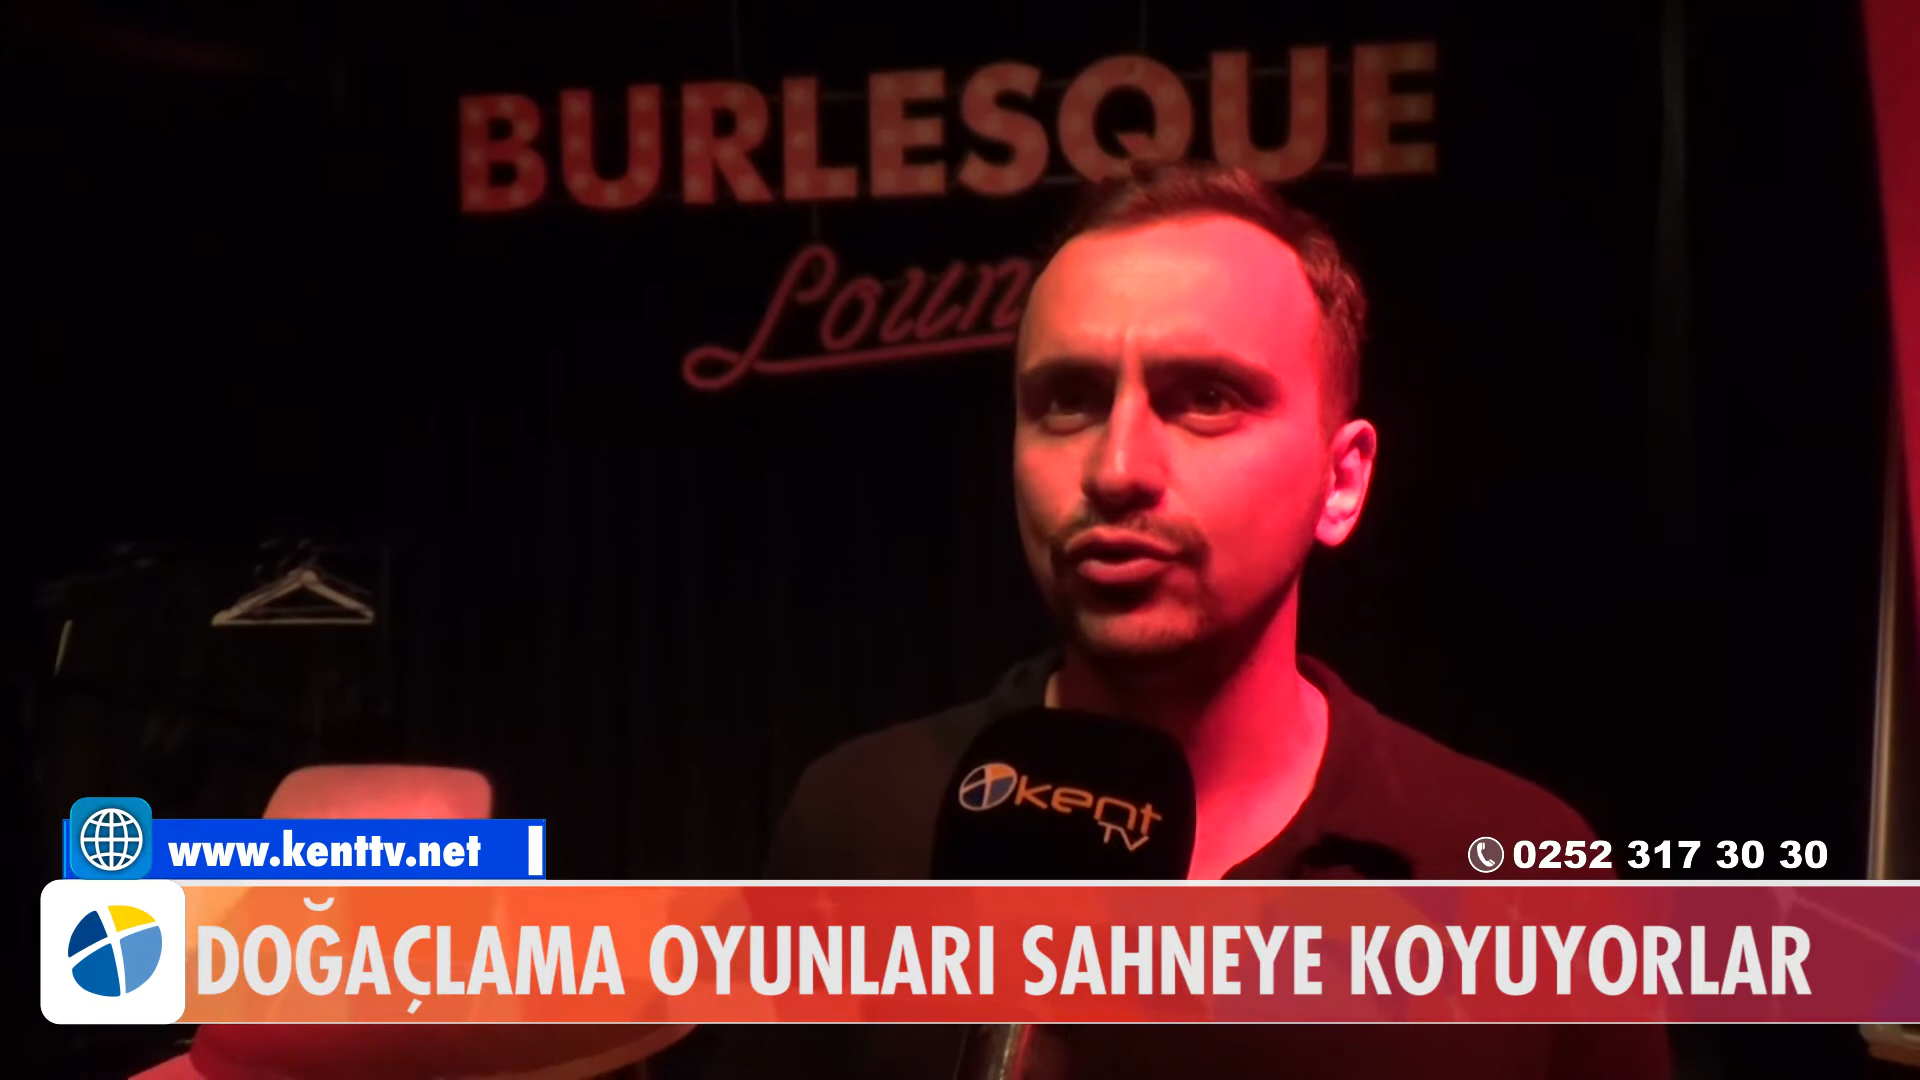 BURLESQUE
Loun
kent
TV
www.kenttv.net
0252 317 30 30
DOĞAÇLAMA OYUNLARI SAHNEYE KOYUYORLAR